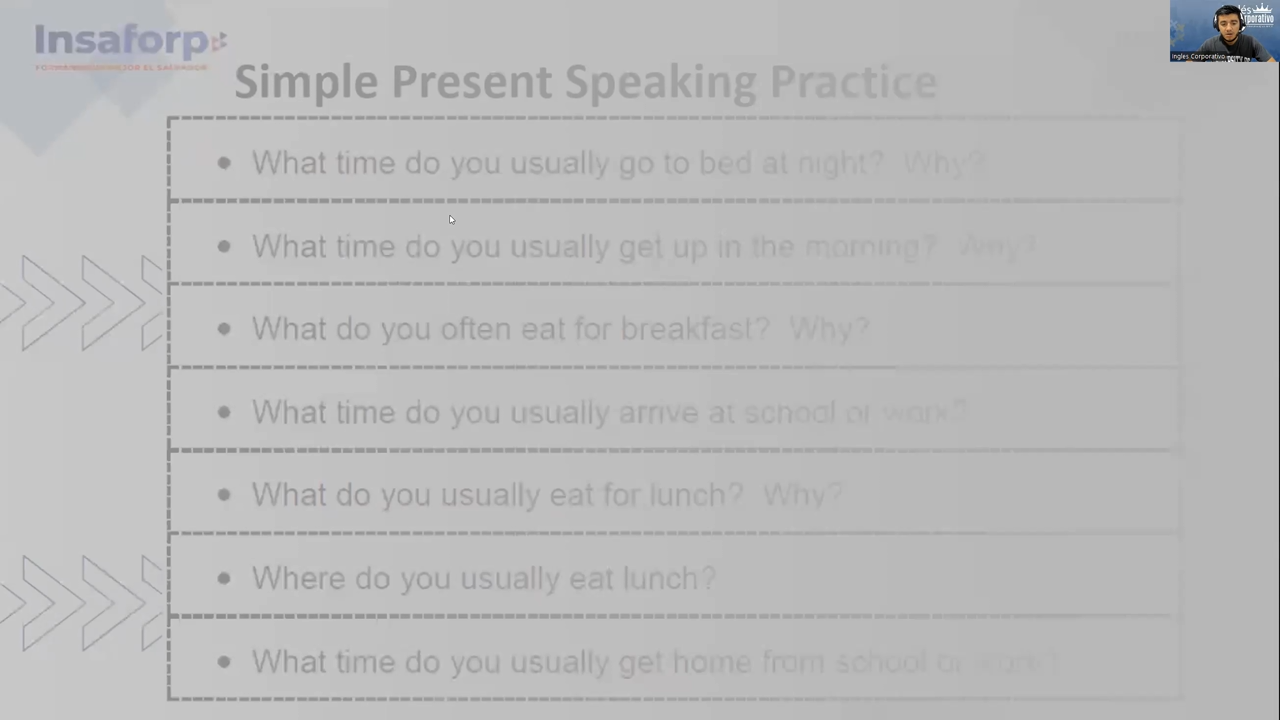 Insaforp
Simple Present Speaking Practice
• What time do you usually go to bed at night? Why?
• What time do you usually get up in the morning? Why?
• What do you often eat for breakfast? Why?
• What time do you usually arrive at school or work?
• What do you usually eat for lunch? Why?
• Where do you usually eat lunch?
• What time do you usually get home from school or work?
Ingles Corporativo